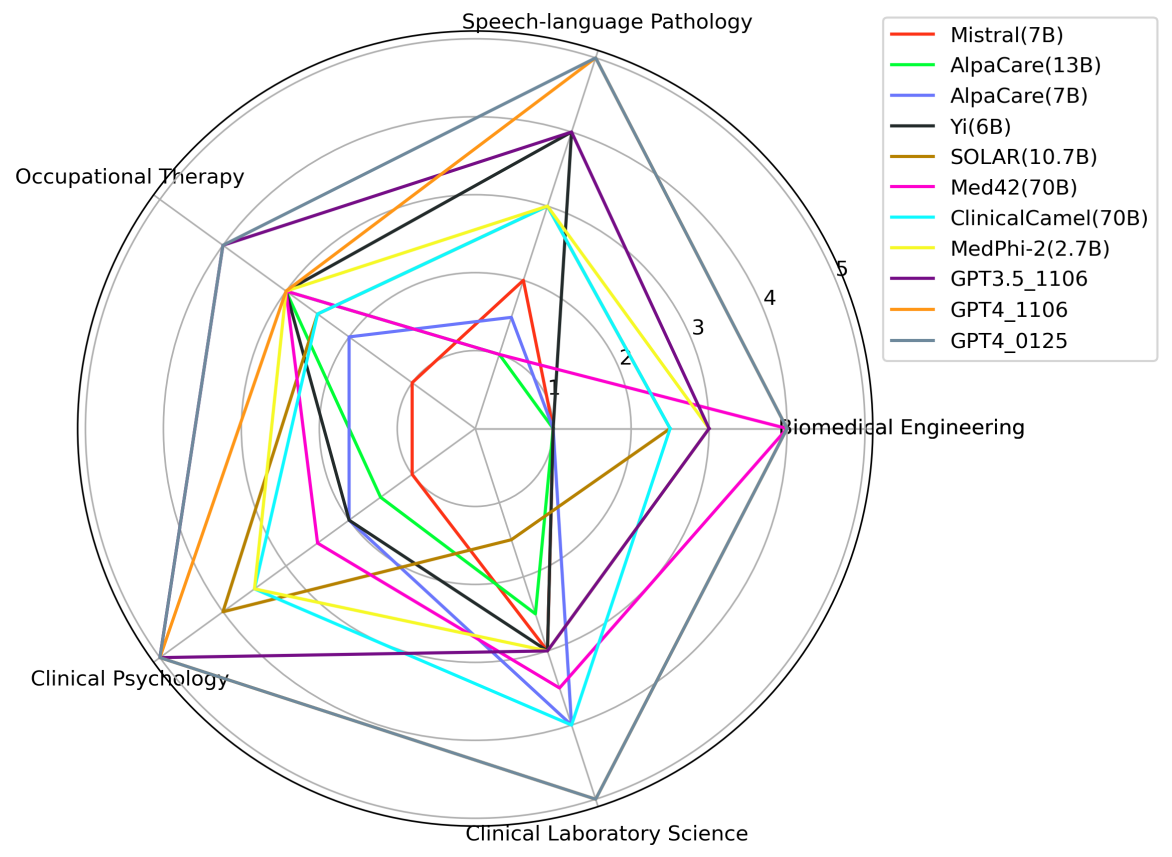 Speech-language Pathology
Occupational Therapy
Biomedical Engineering
Clinical Psychology
Clinical Laboratory Science
1
2
3
4
5
Mistral(7B)
AlpaCare(13B)
AlpaCare(7B)
Yi(6B)
SOLAR(10.7B)
Med42(70B)
ClinicalCamel(70B)
MedPhi-2(2.7B)
GPT3.5_1106
GPT4_1106
GPT4_0125